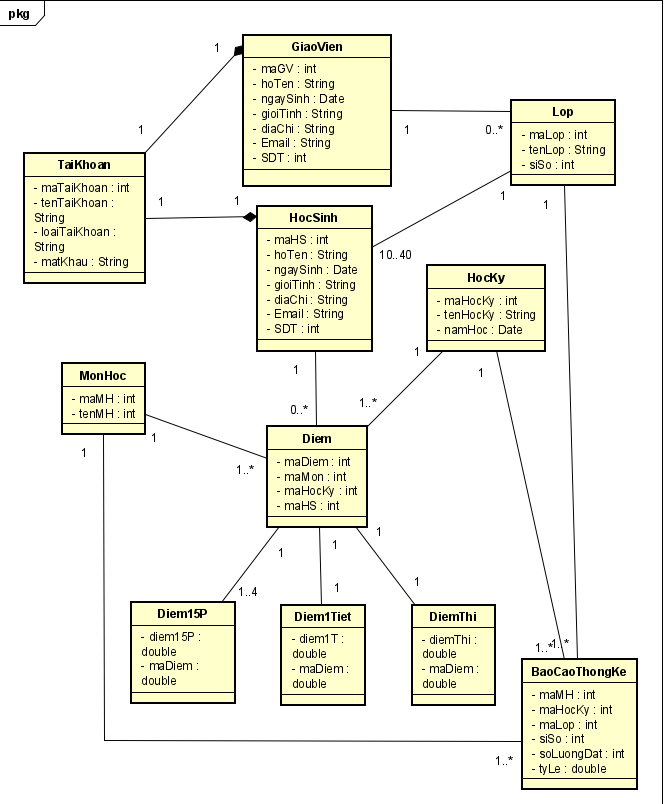 pkg
GiaoVien
- maGV : int
- hoTen : String
- ngaySinh : Date
- gioiTinh : String
- diaChi : String
- Email : String
- SDT : int
1
1
1
0..*
Lop
- maLop : int
- tenLop : String
- siSo : int
TaiKhoan
- maTaiKhoan : int
- tenTaiKhoan :
String
- loaiTaiKhoan :
String
- matKhau : String
1
1
HocSinh
- maHS : int
- hoTen : String
- ngaySinh : Date
- gioiTinh : String
- diaChi : String
- Email : String
- SDT : int
1
10..40
1
HocKy
- maHocKy : int
- tenHocKy : String
- namHoc : Date
1
1
1
0..*
1..*
MonHoc
- maMH : int
- tenMH : int
1
1
1..*
Diem
- maDiem : int
- maMon : int
- maHocKy : int
- maHS : int
1
1
1
1..4
1
1
Diem15P
- diem15P :
double
- maDiem :
double
Diem1Tiet
- diem1T :
double
- maDiem :
double
DiemThi
- diemThi :
double
- maDiem :
double
1..*
1..*
1..*
BaoCaoThongKe
- maMH : int
- maHocKy : int
- maLop : int
- siSo : int
- soLuongDat : int
- tyLe : double